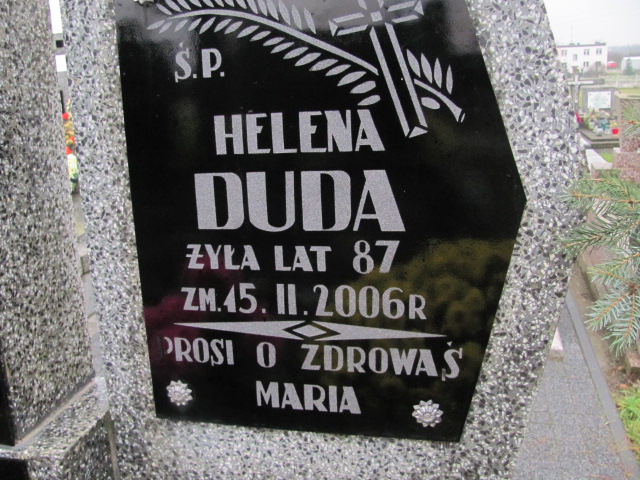 Ś.P.
HELENA
DUDA
ŻYŁA LAT 87
ZM. 15. II. 2006R
PROSI O ZDROWAŚ
MARIA